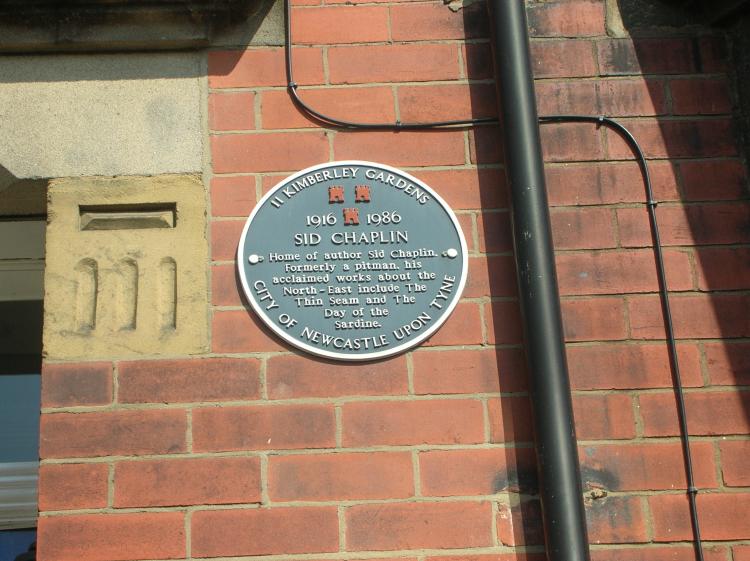 11 KIMBERLEY GARDENS
1916 1986
SID CHAPLIN
Home of author Sid Chaplin.
Formerly a pitman, his
acclaimed works about the
North-East include The
Thin Seam and The
Day of the
Sardine.
CITY OF NEWCASTLE UPON TYNE